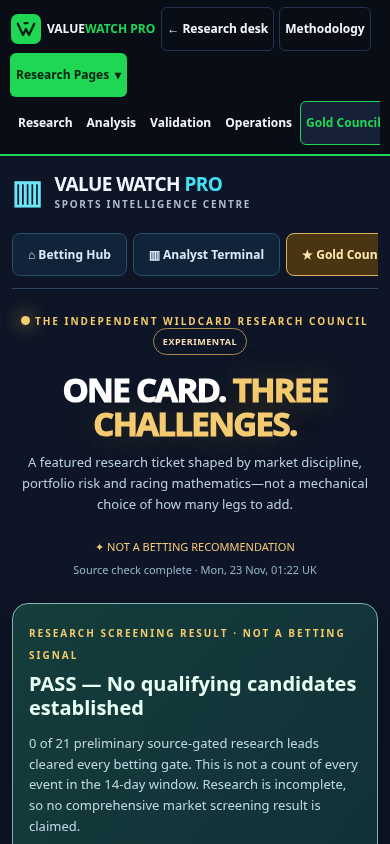 VALUEWATCH PRO
← Research desk
Methodology
Research Pages ▾
Research Analysis Validation Operations Gold Council
VALUE WATCH PRO
SPORTS INTELLIGENCE CENTRE
⌂ Betting Hub
▥ Analyst Terminal
★ Gold Coun
THE INDEPENDENT WILDCARD RESEARCH COUNCIL
EXPERIMENTAL
ONE CARD. THREE
CHALLENGES.
A featured research ticket shaped by market discipline,
portfolio risk and racing mathematics—not a mechanical
choice of how many legs to add.
✦ NOT A BETTING RECOMMENDATION
Source check complete · Mon, 23 Nov, 01:22 UK
RESEARCH SCREENING RESULT · NOT A BETTING
SIGNAL
PASS — No qualifying candidates
established
0 of 21 preliminary source-gated research leads
cleared every betting gate. This is not a count of every
event in the 14-day window. Research is incomplete,
so no comprehensive market screening result is
claimed.